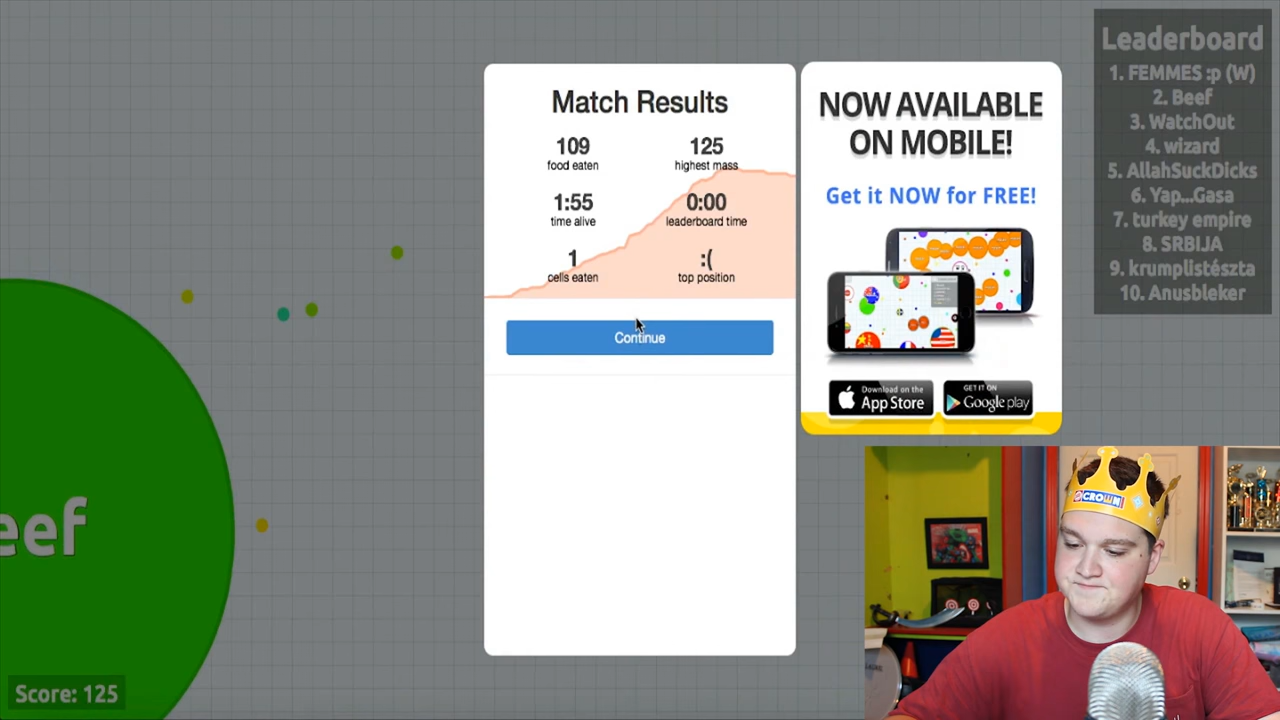 Match Results
109
food eaten
125
highest mass
1:55
time alive
0:00
leaderboard time
1
cells eaten
:(
top position
Continue
NOW AVAILABLE
ON MOBILE!
Get it NOW for FREE!
Download on the
App Store
GET IT ON
Google play
Leaderboard
1. FEMMES :p (W)
2. Beef
3. WatchOut
4. wizard
5. AllahSuckDicks
6. Yap...Gasa
7. turkey empire
8. SRBIJA
9. krumplistészta
10. Anusbleker
eef
Score: 125
CROWN